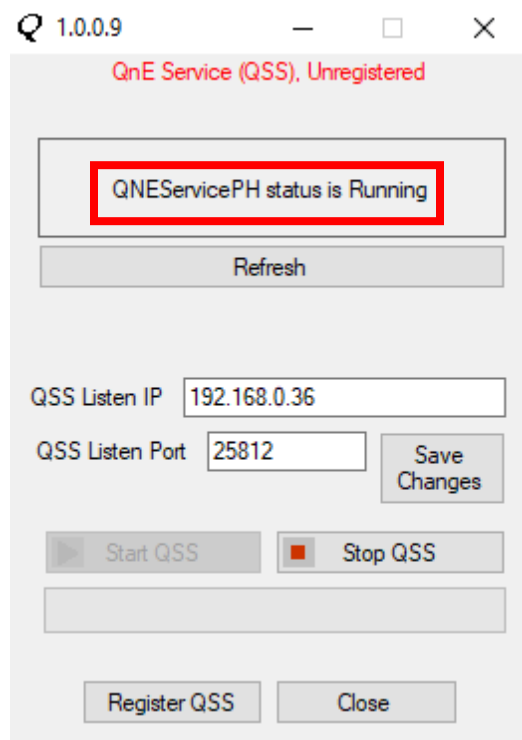 1.0.0.9
QnE Service (QSS), Unregistered
QNEServicePH status is Running
Refresh
QSS Listen IP 192.168.0.36
QSS Listen Port 25812
Save
Changes
Start QSS Stop QSS
Register QSS Close